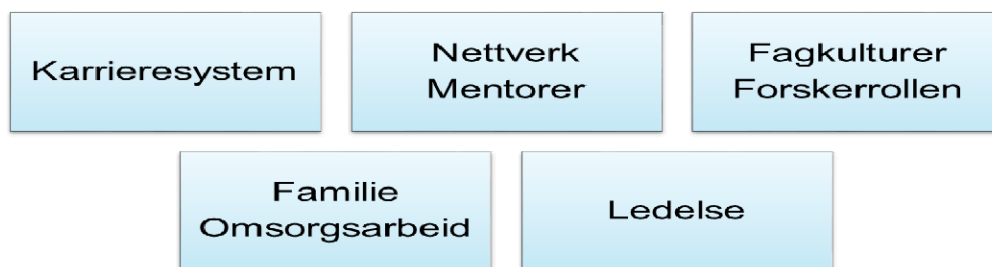 Karrieresystem
Nettverk
Mentorer
Fagkulturer
Forskerrollen
Familie
Omsorgsarbeid
Ledelse